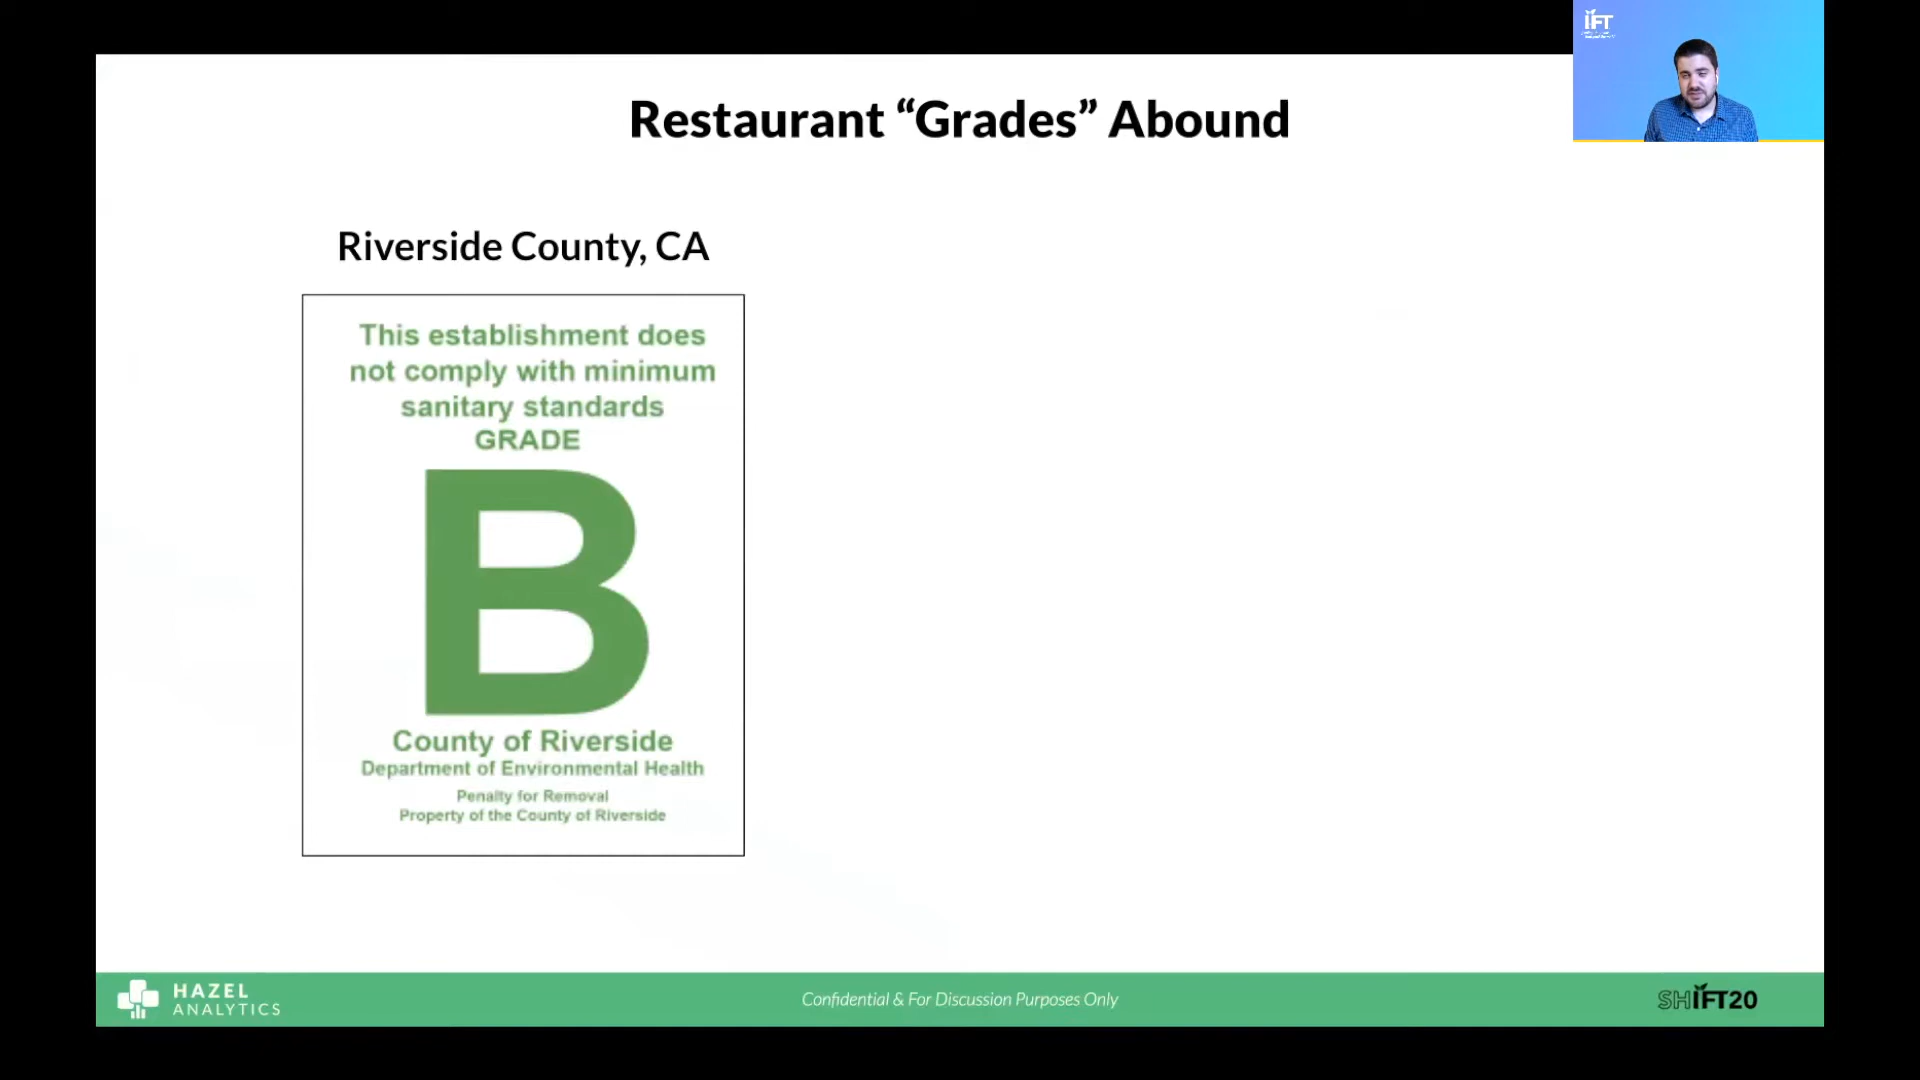 IFT
Restaurant “Grades” Abound
Riverside County, CA
This establishment does
not comply with minimum
sanitary standards
GRADE
B
County of Riverside
Department of Environmental Health
Penalty for Removal
Property of the County of Riverside
HAZEL
ANALYTICS
Confidential & For Discussion Purposes Only
SHIFT20